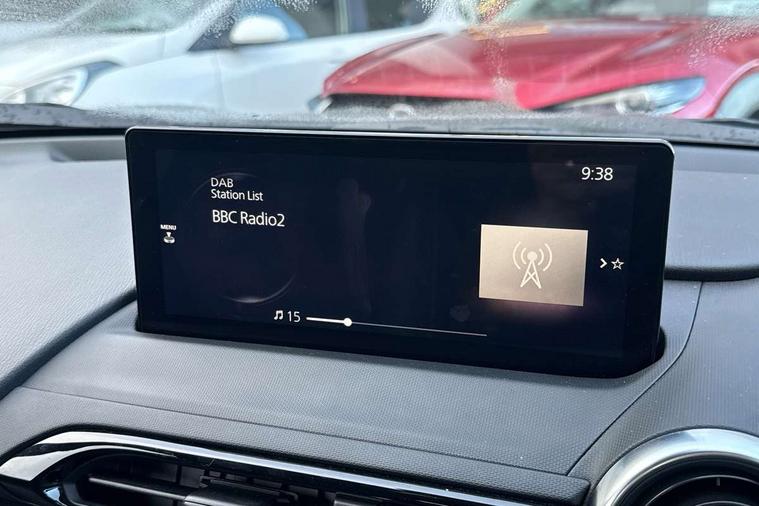 DAB
Station List
9:38
BBC Radio2
MENU
15